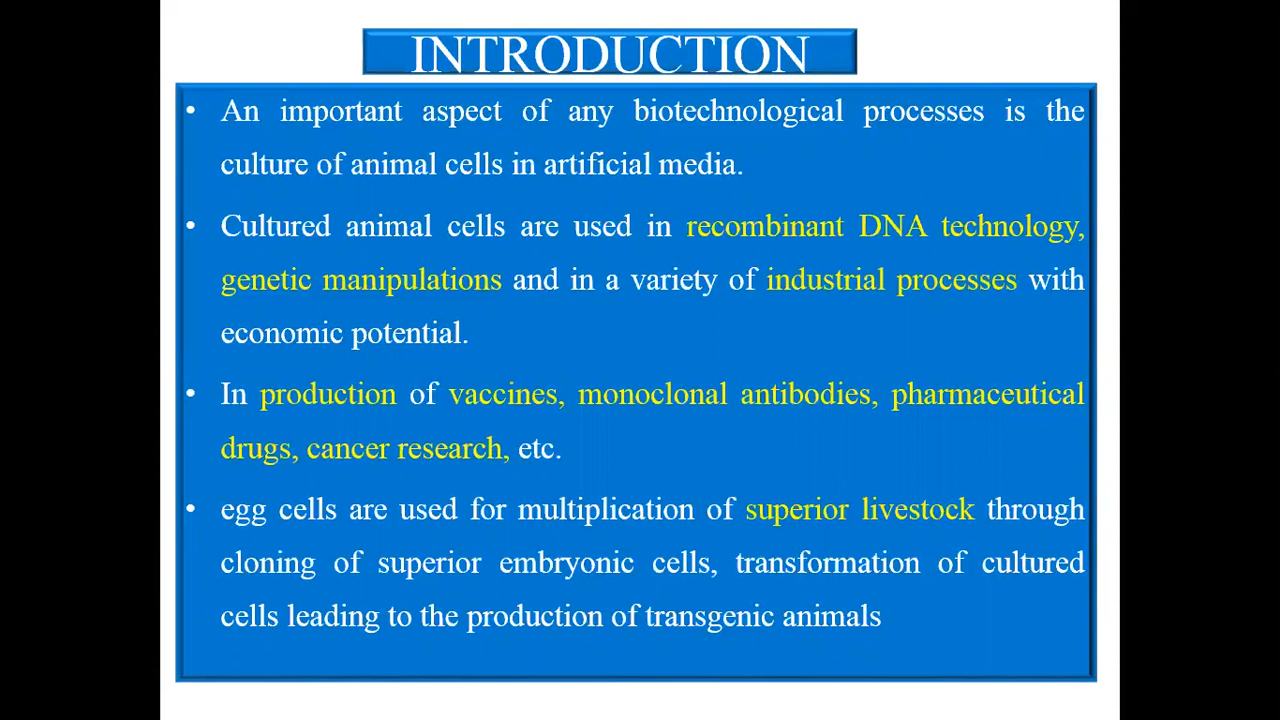 INTRODUCTION
• An important aspect of any biotechnological processes is the
culture of animal cells in artificial media.
• Cultured animal cells are used in recombinant DNA technology,
genetic manipulations and in a variety of industrial processes with
economic potential.
• In production of vaccines, monoclonal antibodies, pharmaceutical
drugs, cancer research, etc.
• egg cells are used for multiplication of superior livestock through
cloning of superior embryonic cells, transformation of cultured
cells leading to the production of transgenic animals